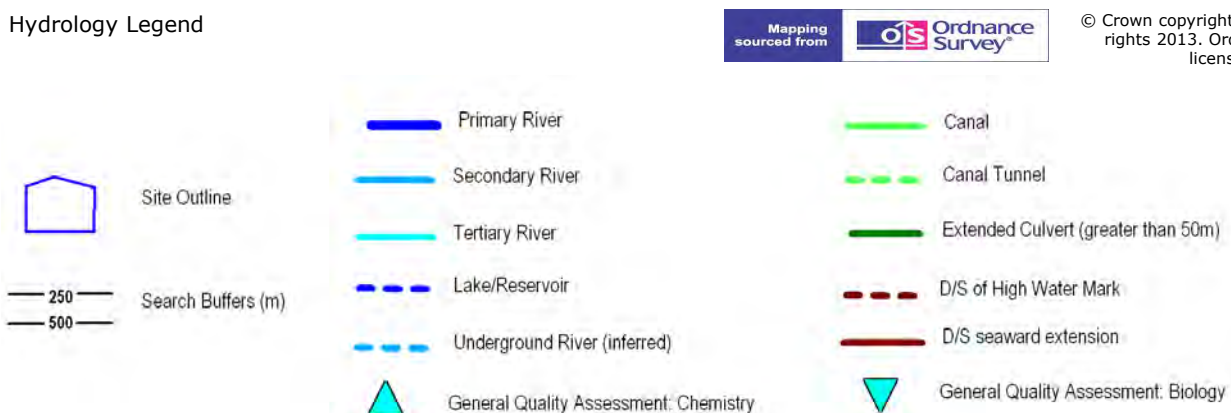 Hydrology Legend
Mapping
sourced from
OS Ordnance
Survey®
© Crown copyright
rights 2013. Ord
licens
Site Outline
250
500
Search Buffers (m)
Primary River
Secondary River
Tertiary River
Lake/Reservoir
Underground River (inferred)
General Quality Assessment: Chemistry
Canal
Canal Tunnel
Extended Culvert (greater than 50m)
D/S of High Water Mark
D/S seaward extension
General Quality Assessment: Biology